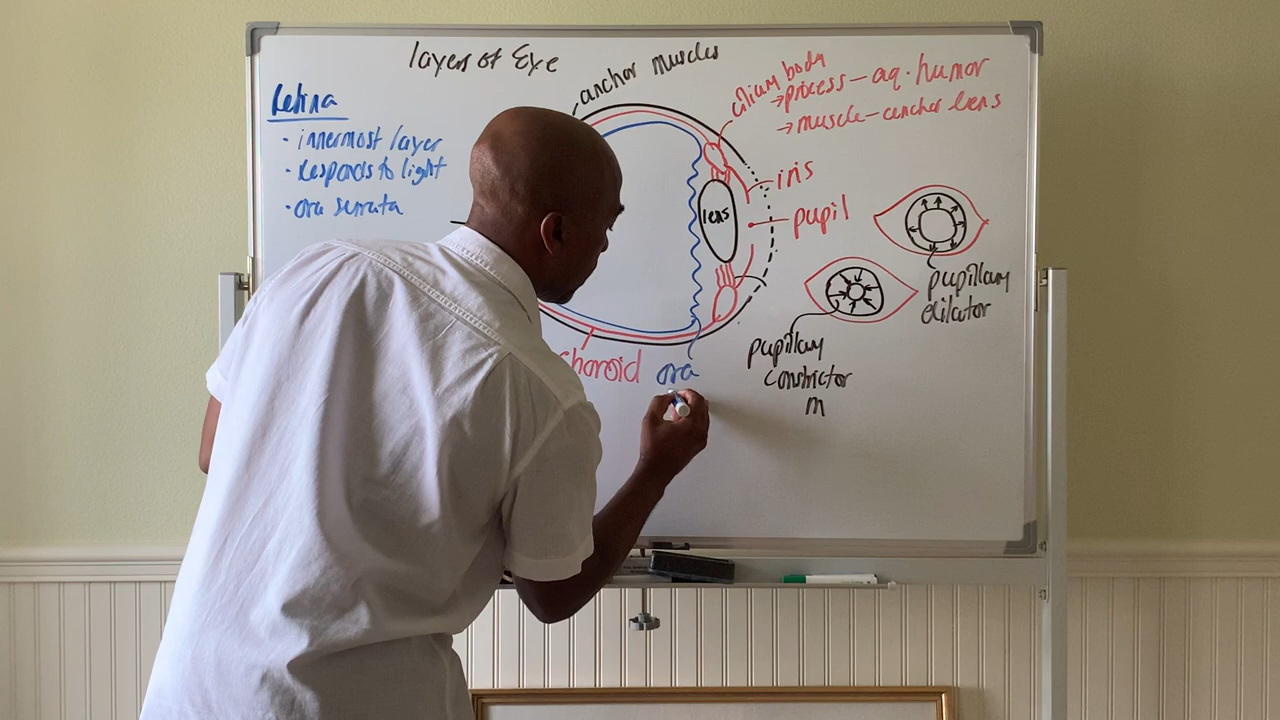 layers of Eye
Retina
• innermost layer
• Responds to light
• ora serrata
anchor muscles
cilium body
→ process – aq. humor
→ muscle – anchor lens
iris
pupil
lens
choroid
ora
pupillary
constrictor
m
pupillary
dilator